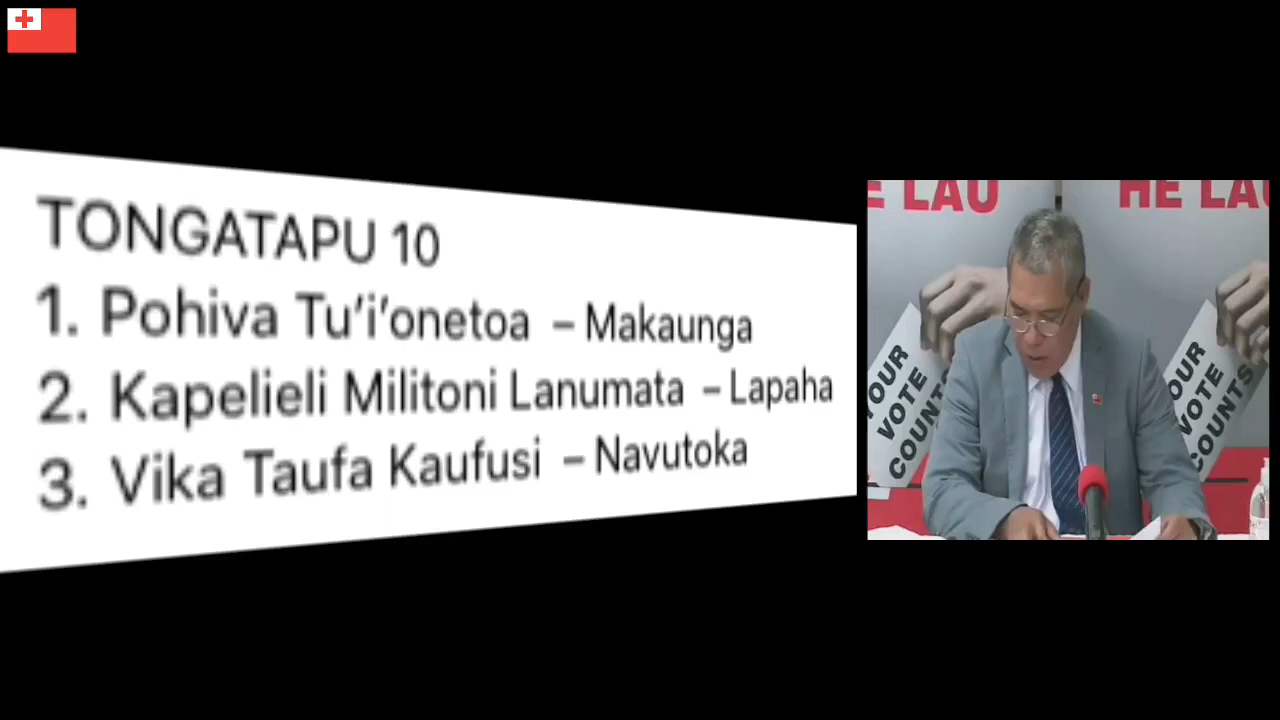 TONGATAPU 10
1. Pohiva Tu’i’onetoa – Makaunga
2. Kapelieli Militoni Lanumata – Lapaha
3. Vika Taufa Kaufusi – Navutoka
E LAU
HE LAU
YOUR
VOTE
COUNTS
YOUR
VOTE
COUNTS